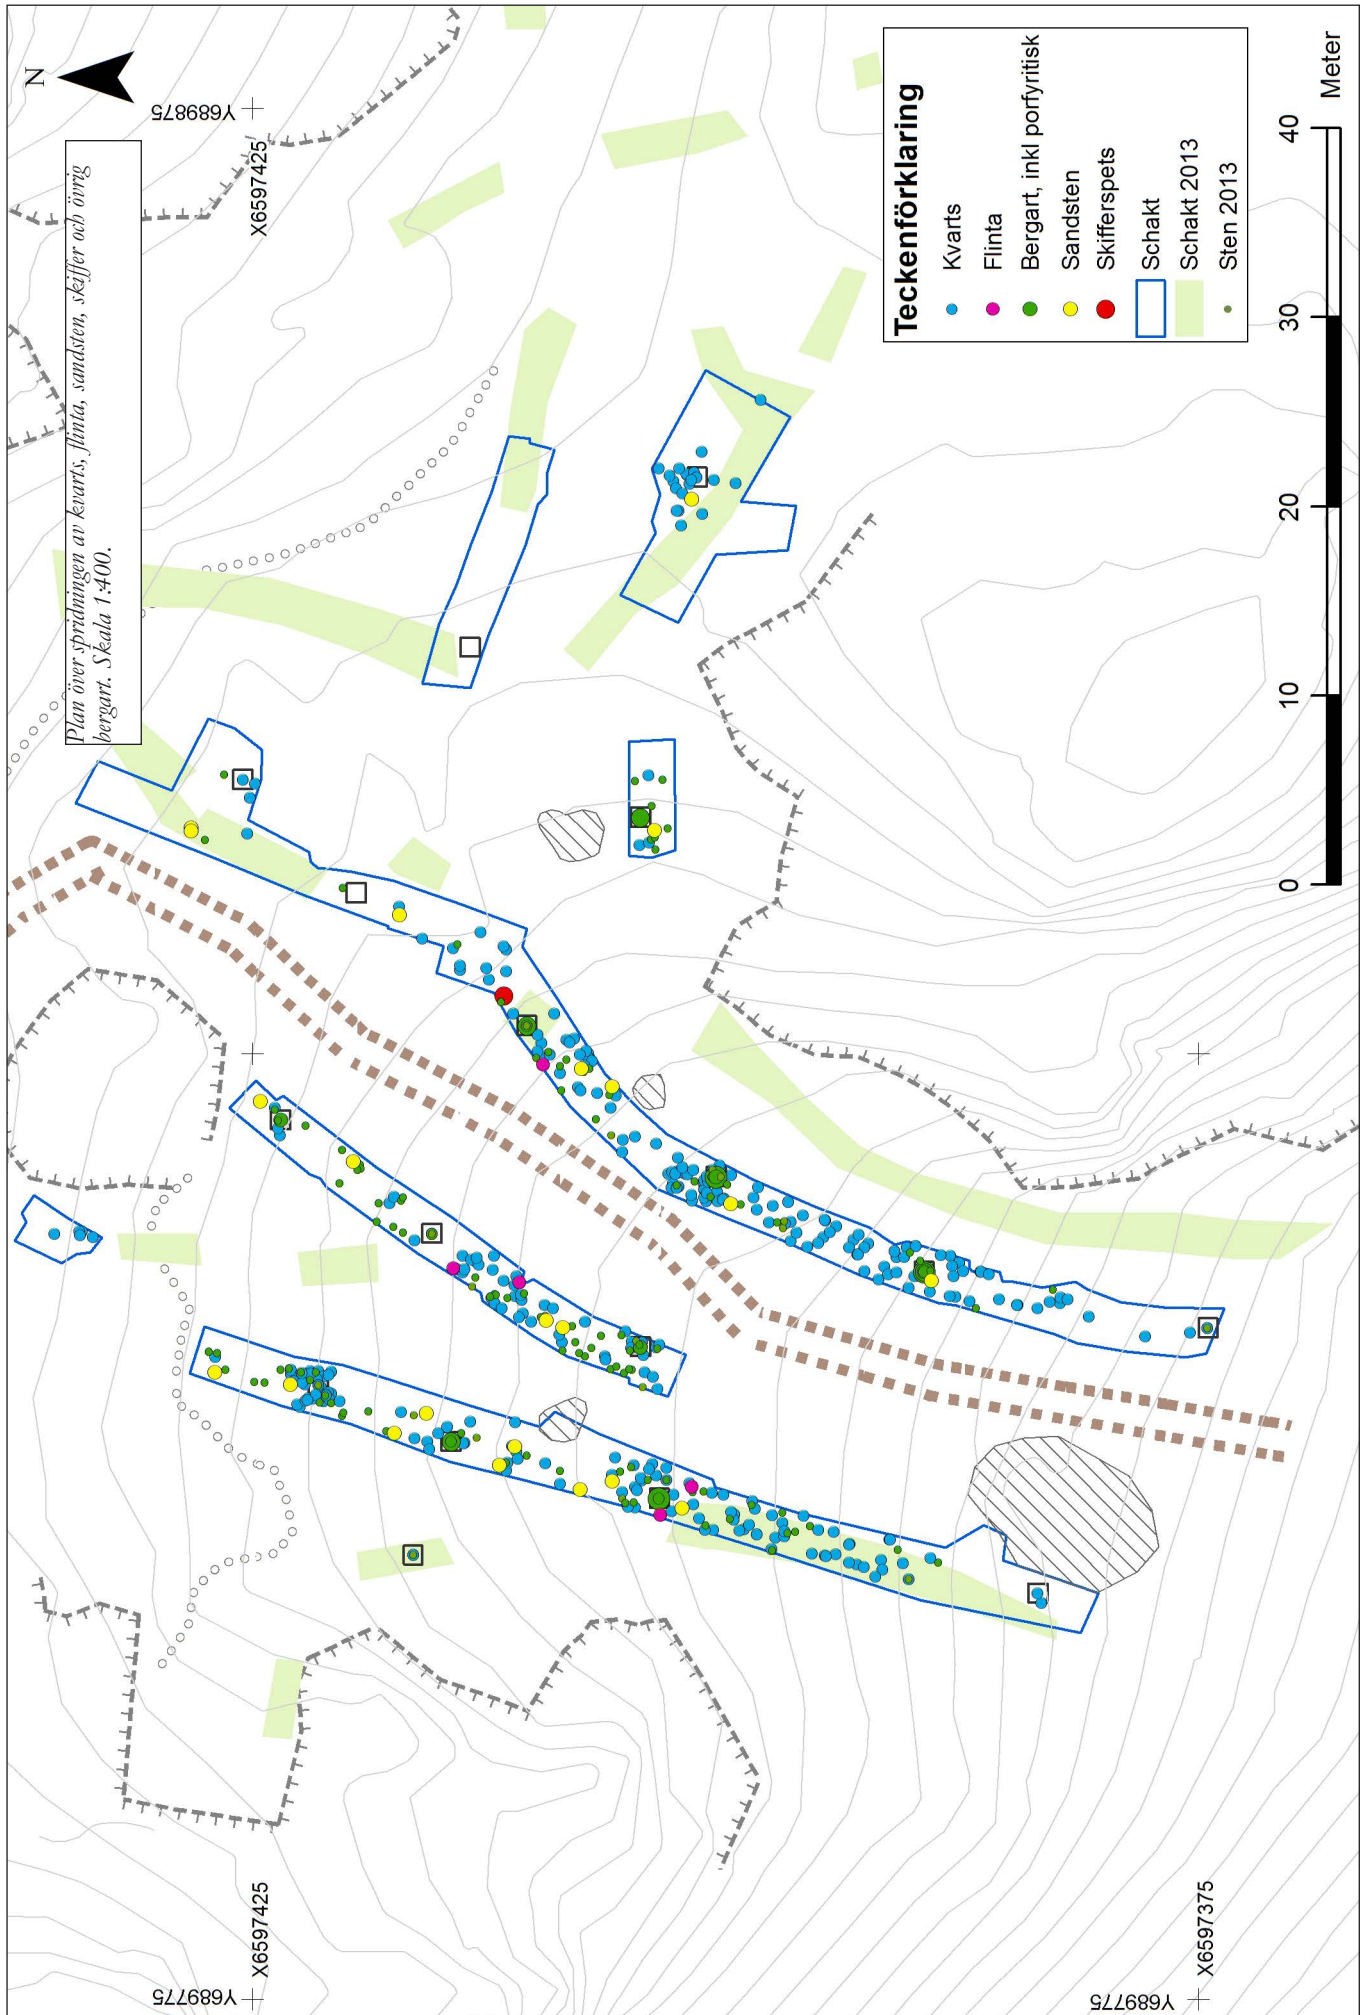 N
Plan över spridningen av kvarts, flinta, sandsten, skiffer och övrig
bergart. Skala 1:400.
Y689875
X6597425
Teckenförklaring
Kvarts
Flinta
Bergart, inkl porfyritisk
Sandsten
Skifferspets
Schakt
Schakt 2013
Sten 2013
0
10
20
30
40
Meter
Y689775
X6597425
Y689775
X6597375